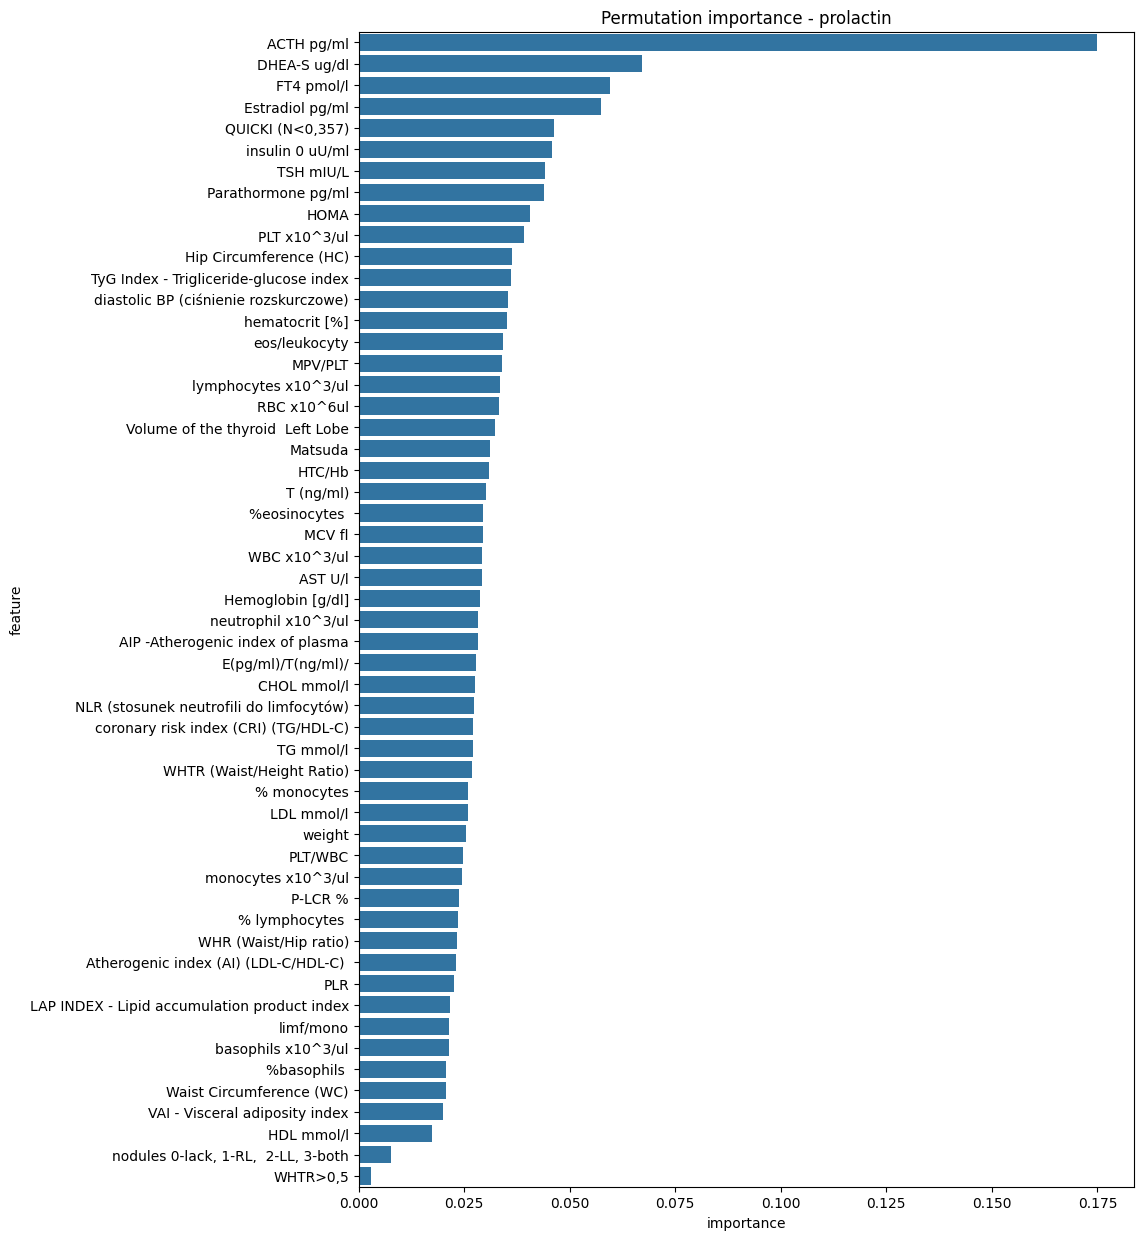 Permutation importance - prolactin
ACTH pg/ml
DHEA-S ug/dl
FT4 pmol/l
Estradiol pg/ml
QUICKI (N<0,357)
insulin 0 uU/ml
TSH mIU/L
Parathormone pg/ml
HOMA
PLT x10^3/ul
Hip Circumference (HC)
TyG Index - Trigliceride-glucose index
diastolic BP (ciśnienie rozskurczowe)
hematocrit [%]
eos/leukocyty
MPV/PLT
lymphocytes x10^3/ul
RBC x10^6ul
Volume of the thyroid  Left Lobe
Matsuda
HTC/Hb
T (ng/ml)
%eosinocytes
MCV fl
WBC x10^3/ul
AST U/l
Hemoglobin [g/dl]
neutrophil x10^3/ul
AIP -Atherogenic index of plasma
E(pg/ml)/T(ng/ml)/
CHOL mmol/l
NLR (stosunek neutrofili do limfocytów)
coronary risk index (CRI) (TG/HDL-C)
TG mmol/l
WHTR (Waist/Height Ratio)
% monocytes
LDL mmol/l
weight
PLT/WBC
monocytes x10^3/ul
P-LCR %
% lymphocytes
WHR (Waist/Hip ratio)
Atherogenic index (AI) (LDL-C/HDL-C)
PLR
LAP INDEX - Lipid accumulation product index
limf/mono
basophils x10^3/ul
%basophils
Waist Circumference (WC)
VAI - Visceral adiposity index
HDL mmol/l
nodules 0-lack, 1-RL,  2-LL, 3-both
WHTR>0,5
feature
0.000 0.025 0.050 0.075 0.100 0.125 0.150 0.175
importance